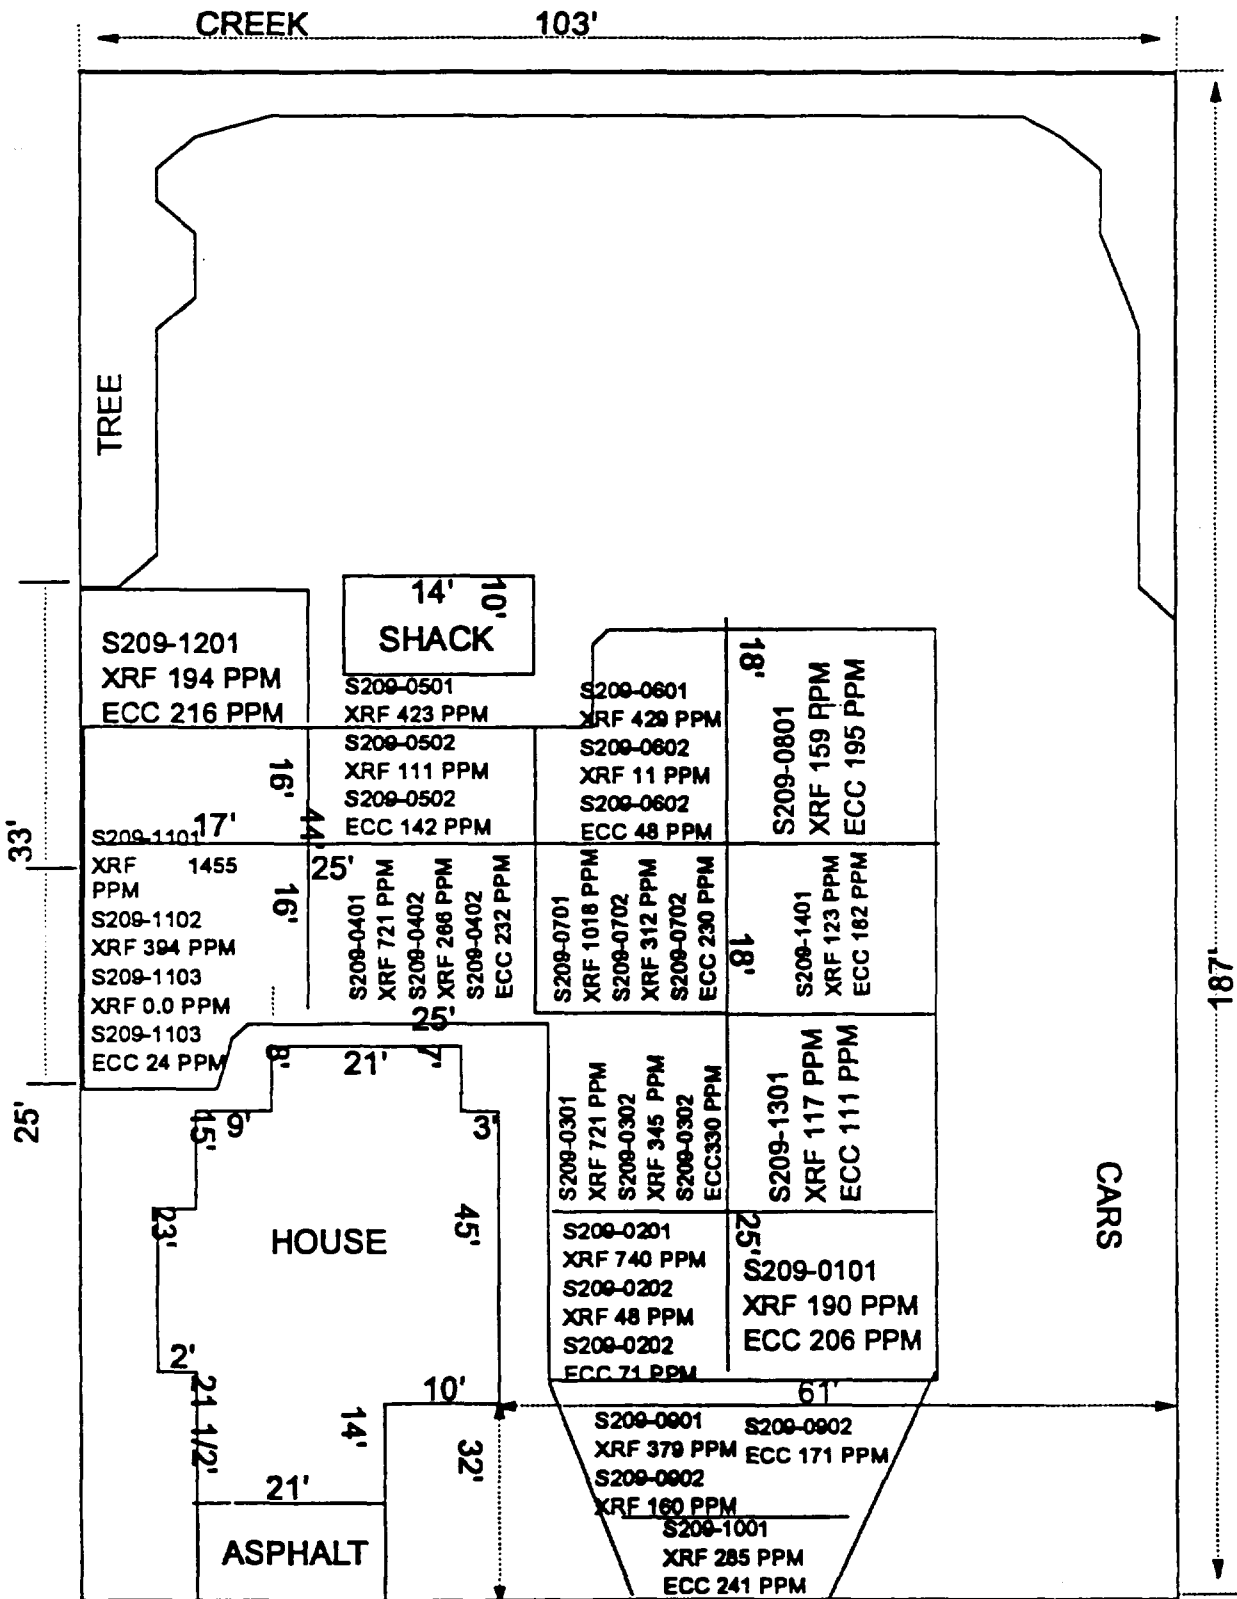 CREEK 103'
TREE
14' 10'
SHACK
S209-1201
XRF 194 PPM
ECC 216 PPM
S209-0501
XRF 423 PPM
S209-0502
XRF 111 PPM
S209-0502
ECC 142 PPM
S209-0601
XRF 429 PPM
S209-0602
XRF 11 PPM
S209-0602
ECC 48 PPM
18'
S209-0801
XRF 159 PPM
ECC 195 PPM
16'
17'
44'
25'
33'
16'
S209-1101
XRF 1455
PPM
S209-1102
XRF 394 PPM
S209-1103
XRF 0.0 PPM
S209-1103
ECC 24 PPM
S209-0401
XRF 721 PPM
S209-0402
XRF 266 PPM
S209-0402
ECC 232 PPM
S209-0701
XRF 1018 PPM
S209-0702
XRF 312 PPM
S209-0702
ECC 230 PPM
18'
S209-1401
XRF 123 PPM
ECC 162 PPM
187'
25'
25'
8'
21'
7'
15'
9'
3'
23'
45'
HOUSE
S209-0301
XRF 721 PPM
S209-0302
XRF 345 PPM
S209-0302
ECC330 PPM
S209-1301
XRF 117 PPM
ECC 111 PPM
CARS
S209-0201
XRF 740 PPM
S209-0202
XRF 48 PPM
S209-0202
ECC 71 PPM
25'
S209-0101
XRF 190 PPM
ECC 206 PPM
2'
21 1/2'
10'
14'
32'
61'
S209-0901
XRF 379 PPM
S209-0902
XRF 160 PPM
S209-0902
ECC 171 PPM
21'
ASPHALT
S209-1001
XRF 285 PPM
ECC 241 PPM